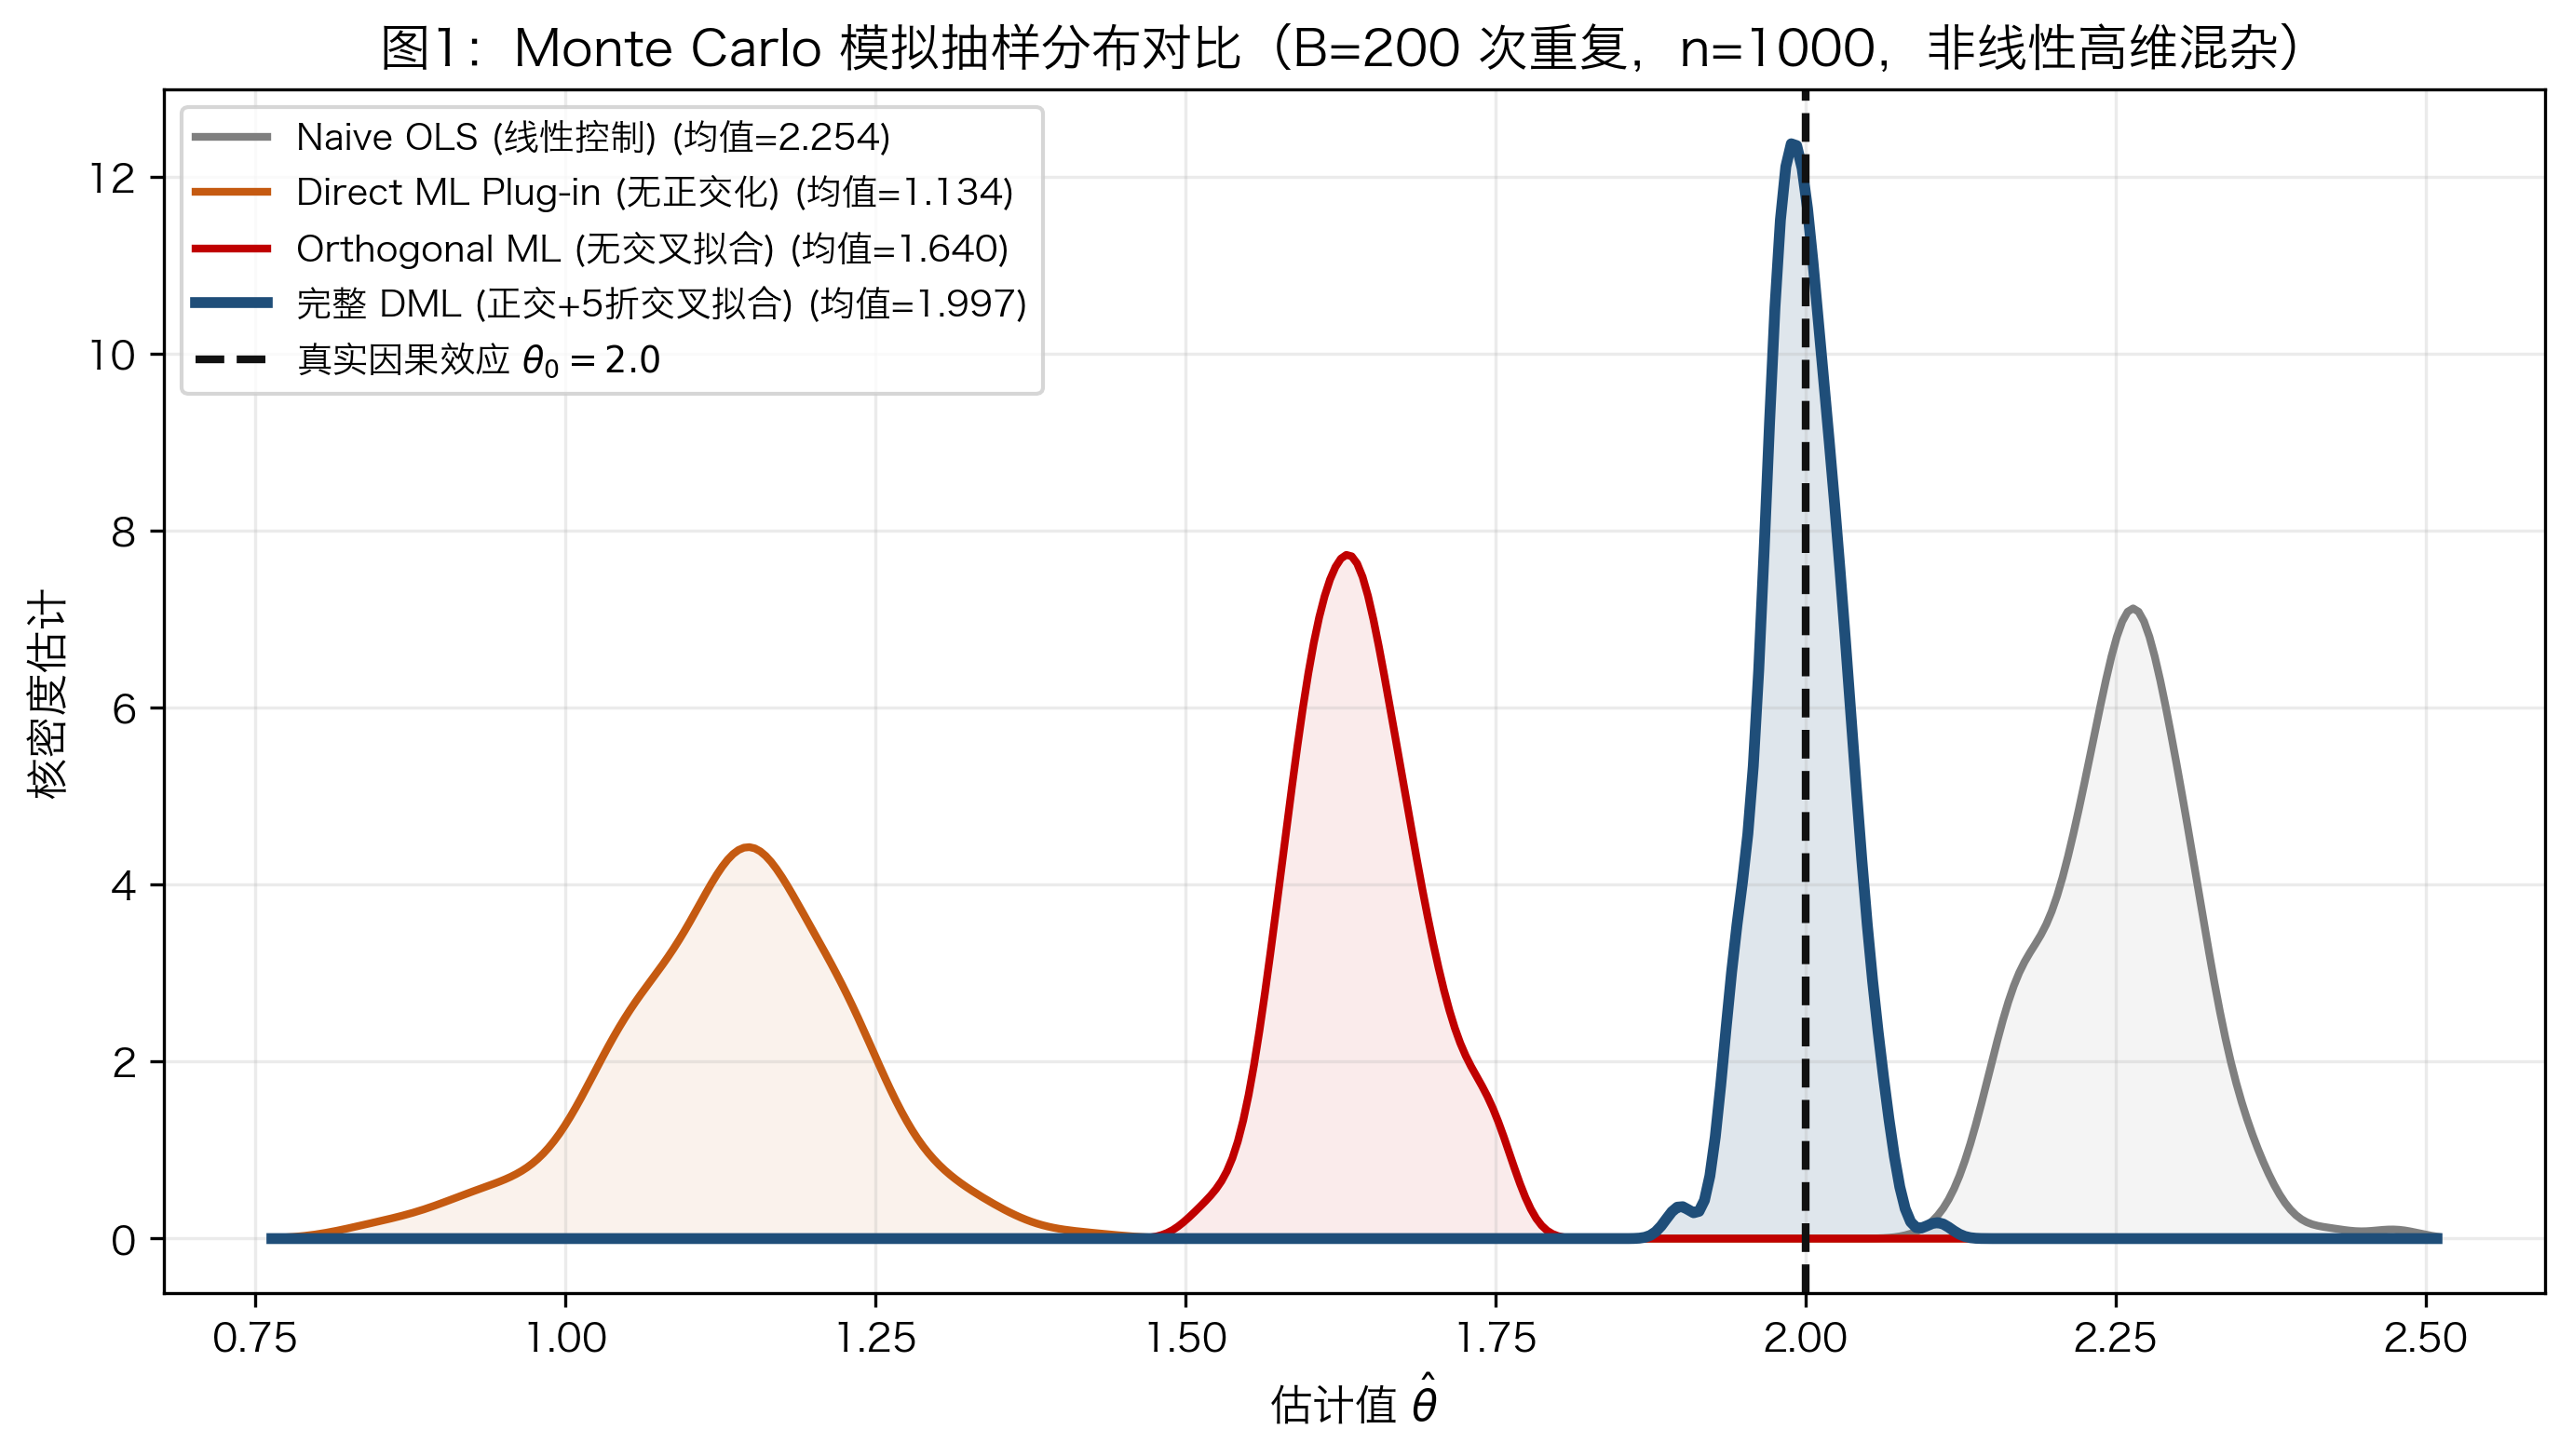 图1：Monte Carlo 模拟抽样分布对比（B=200 次重复，n=1000，非线性高维混杂）
Naive OLS (线性控制) (均值=2.254)
Direct ML Plug-in (无正交化) (均值=1.134)
Orthogonal ML (无交叉拟合) (均值=1.640)
完整 DML (正交+5折交叉拟合) (均值=1.997)
真实因果效应 θ₀ = 2.0
核密度估计
12
10
8
6
4
2
0
0.75 1.00 1.25 1.50 1.75 2.00 2.25 2.50
估计值 θ̂